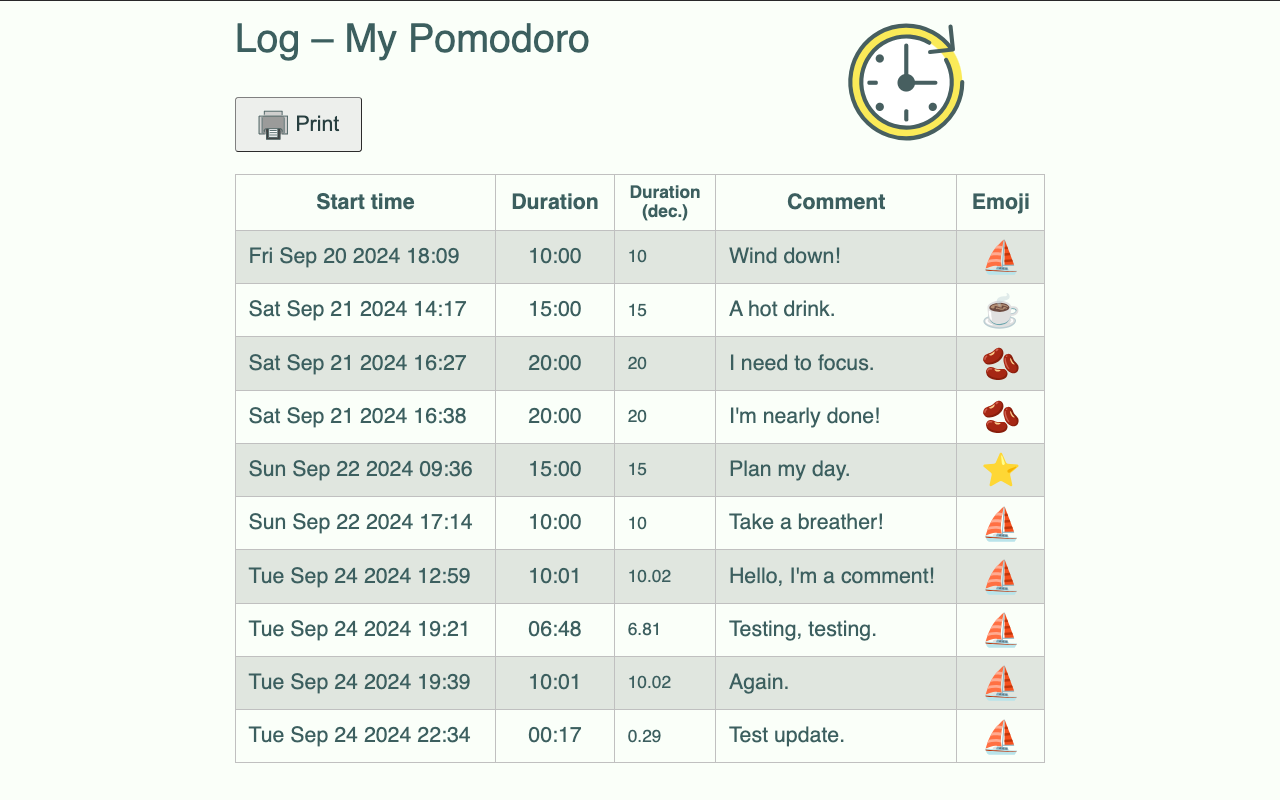 Log – My Pomodoro
Print
Start time Duration Duration (dec.) Comment Emoji
Fri Sep 20 2024 18:09 10:00 10 Wind down!
Sat Sep 21 2024 14:17 15:00 15 A hot drink.
Sat Sep 21 2024 16:27 20:00 20 I need to focus.
Sat Sep 21 2024 16:38 20:00 20 I'm nearly done!
Sun Sep 22 2024 09:36 15:00 15 Plan my day.
Sun Sep 22 2024 17:14 10:00 10 Take a breather!
Tue Sep 24 2024 12:59 10:01 10.02 Hello, I'm a comment!
Tue Sep 24 2024 19:21 06:48 6.81 Testing, testing.
Tue Sep 24 2024 19:39 10:01 10.02 Again.
Tue Sep 24 2024 22:34 00:17 0.29 Test update.